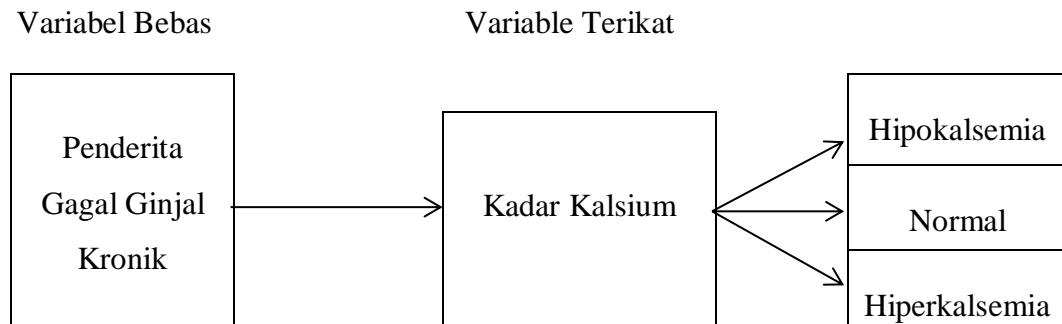 Variabel Bebas
Variable Terikat
Penderita
Gagal Ginjal
Kronik
Kadar Kalsium
Hipokalsemia
Normal
Hiperkalsemia